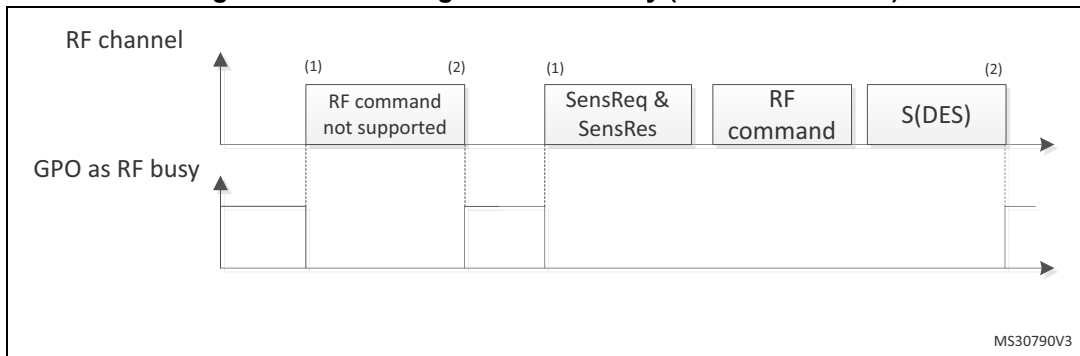 RF channel
(1) (2) (1) (2)
RF command
not supported
SensReq &
SensRes
RF
command
S(DES)
GPO as RF busy
MS30790V3